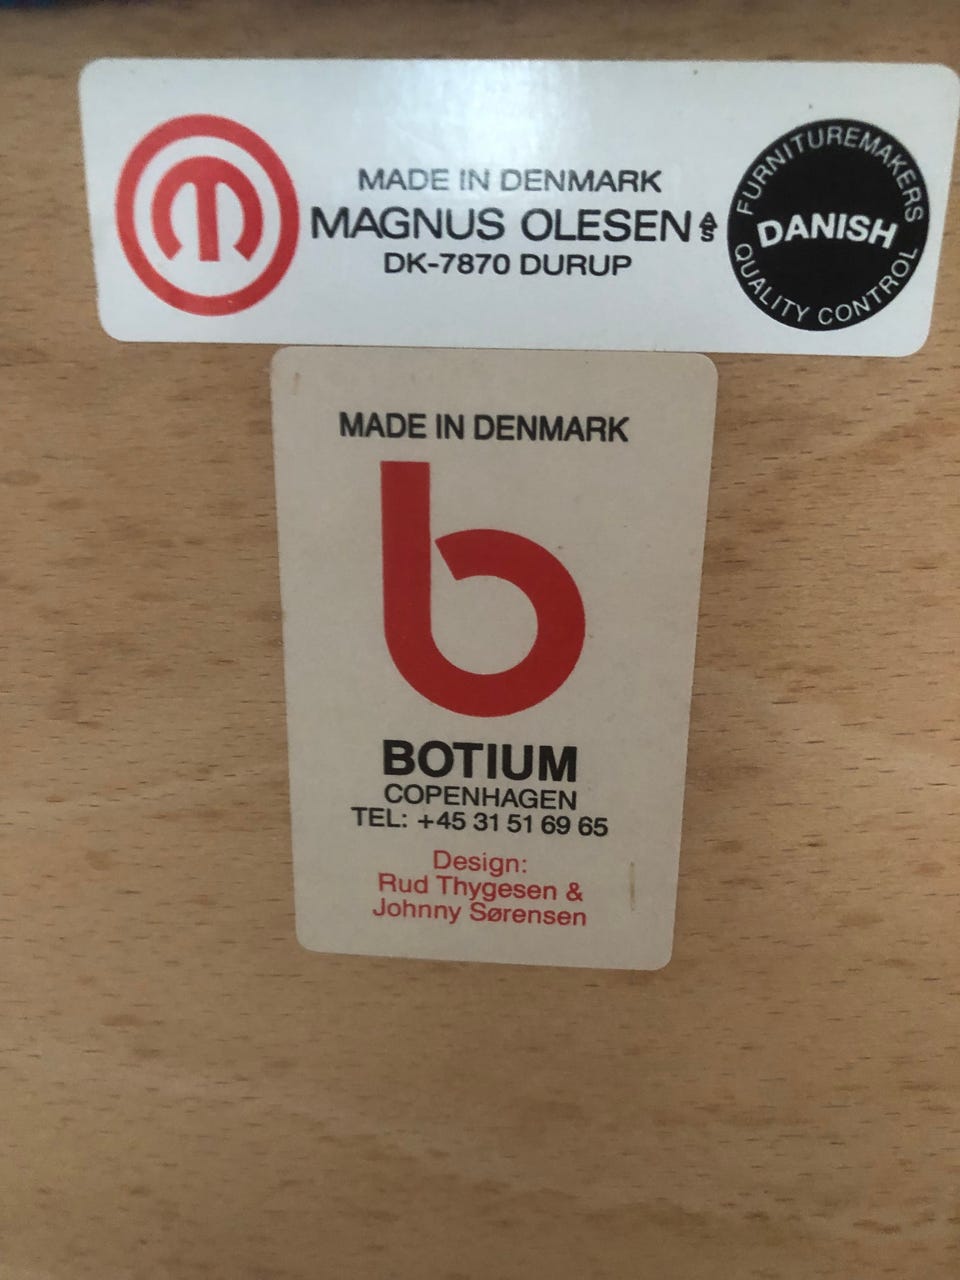 MADE IN DENMARK
MAGNUS OLESEN A/S
DK-7870 DURUP
FURNITUREMAKERS
DANISH
QUALITY CONTROL
MADE IN DENMARK
b
BOTIUM
COPENHAGEN
TEL: +45 31 51 69 65
Design:
Rud Thygesen &
Johnny Sørensen